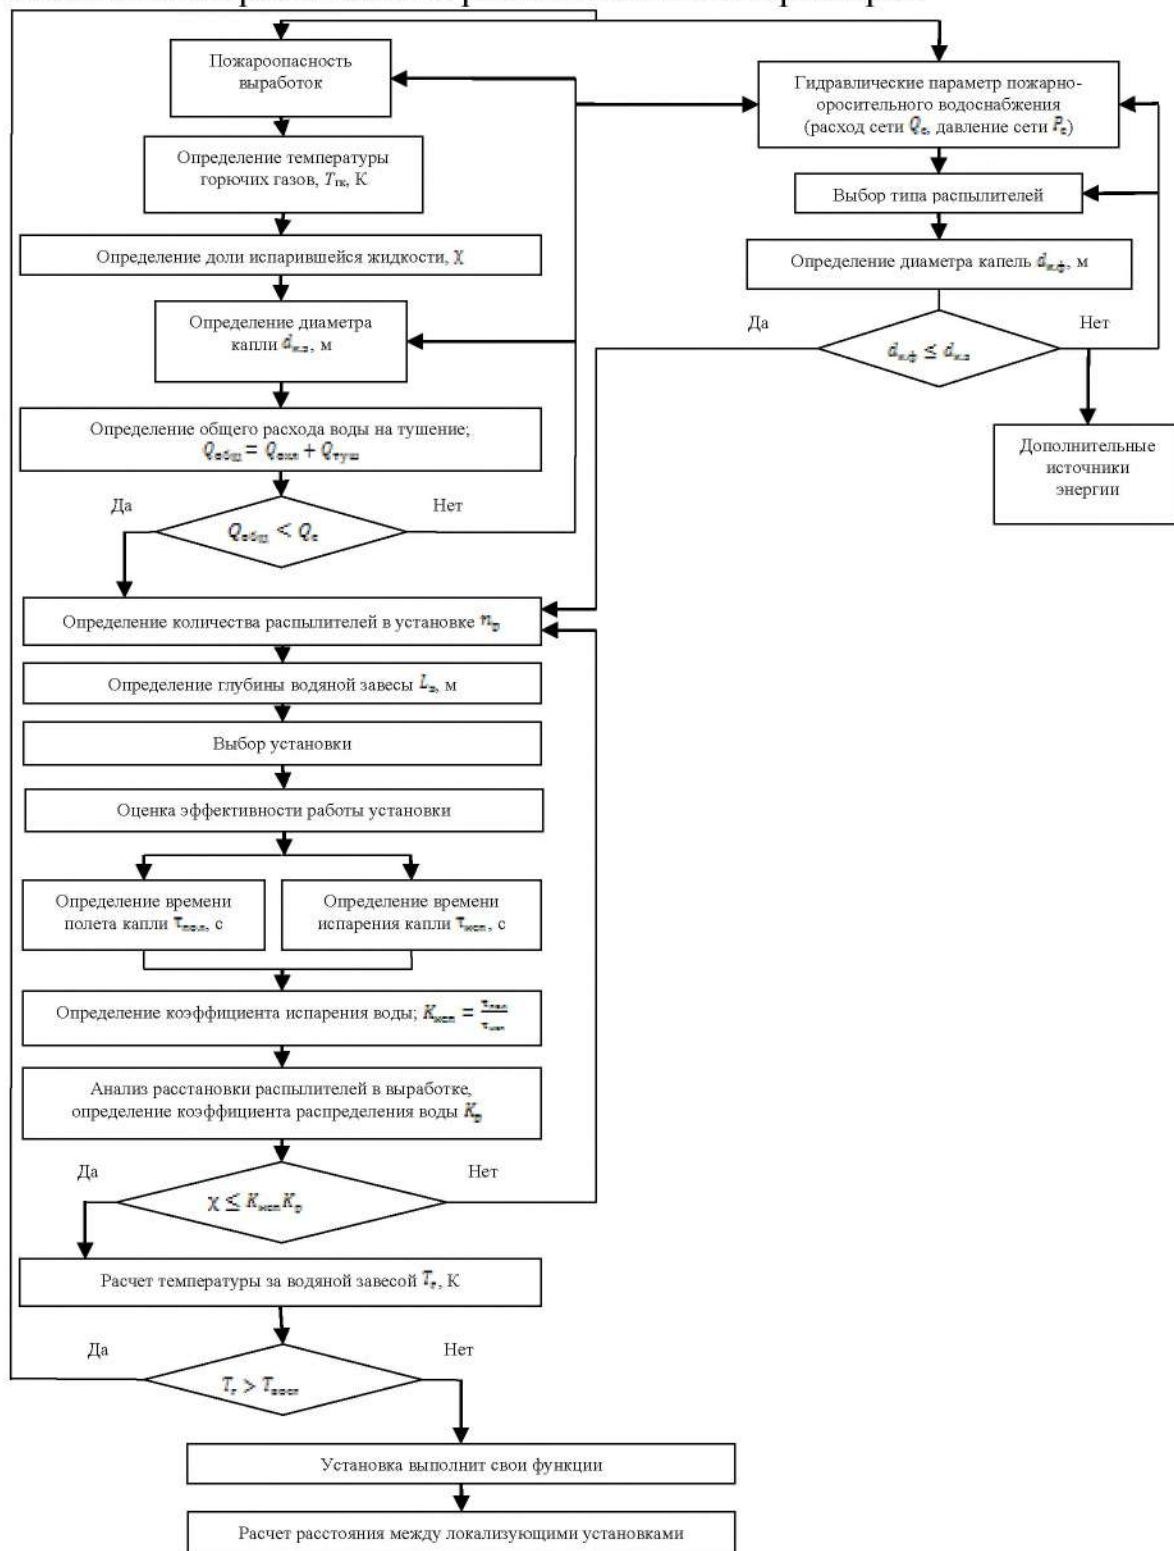 Пожароопасность
выработок
Определение температуры
горючих газов, Tпк, К
Определение доли испарившейся жидкости, χ
Определение диаметра
капли dк.з, м
Определение общего расхода воды на тушение;
Qобщ = Qохл + Qтуш
Да
Нет
Qобщ < Qс
Гидравлические параметр пожарно-
оросительного водоснабжения
(расход сети Qс, давление сети Pс)
Выбор типа распылителей
Определение диаметра капель dк.ф, м
Да
Нет
dк.ф ≤ dк.з
Дополнительные
источники
энергии
Определение количества распылителей в установке nр
Определение глубины водяной завесы Lз, м
Выбор установки
Оценка эффективности работы установки
Определение времени
полета капли τпол, с
Определение времени
испарения капли τисп, с
Определение коэффициента испарения воды; Kисп = τпол/τисп
Анализ расстановки распылителей в выработке,
определение коэффициента распределения воды Kр
Да
Нет
χ ≤ KиспKр
Расчет температуры за водяной завесой Tг, К
Да
Нет
Tг > Tвосп
Установка выполнит свои функции
Расчет расстояния между локализующими установками